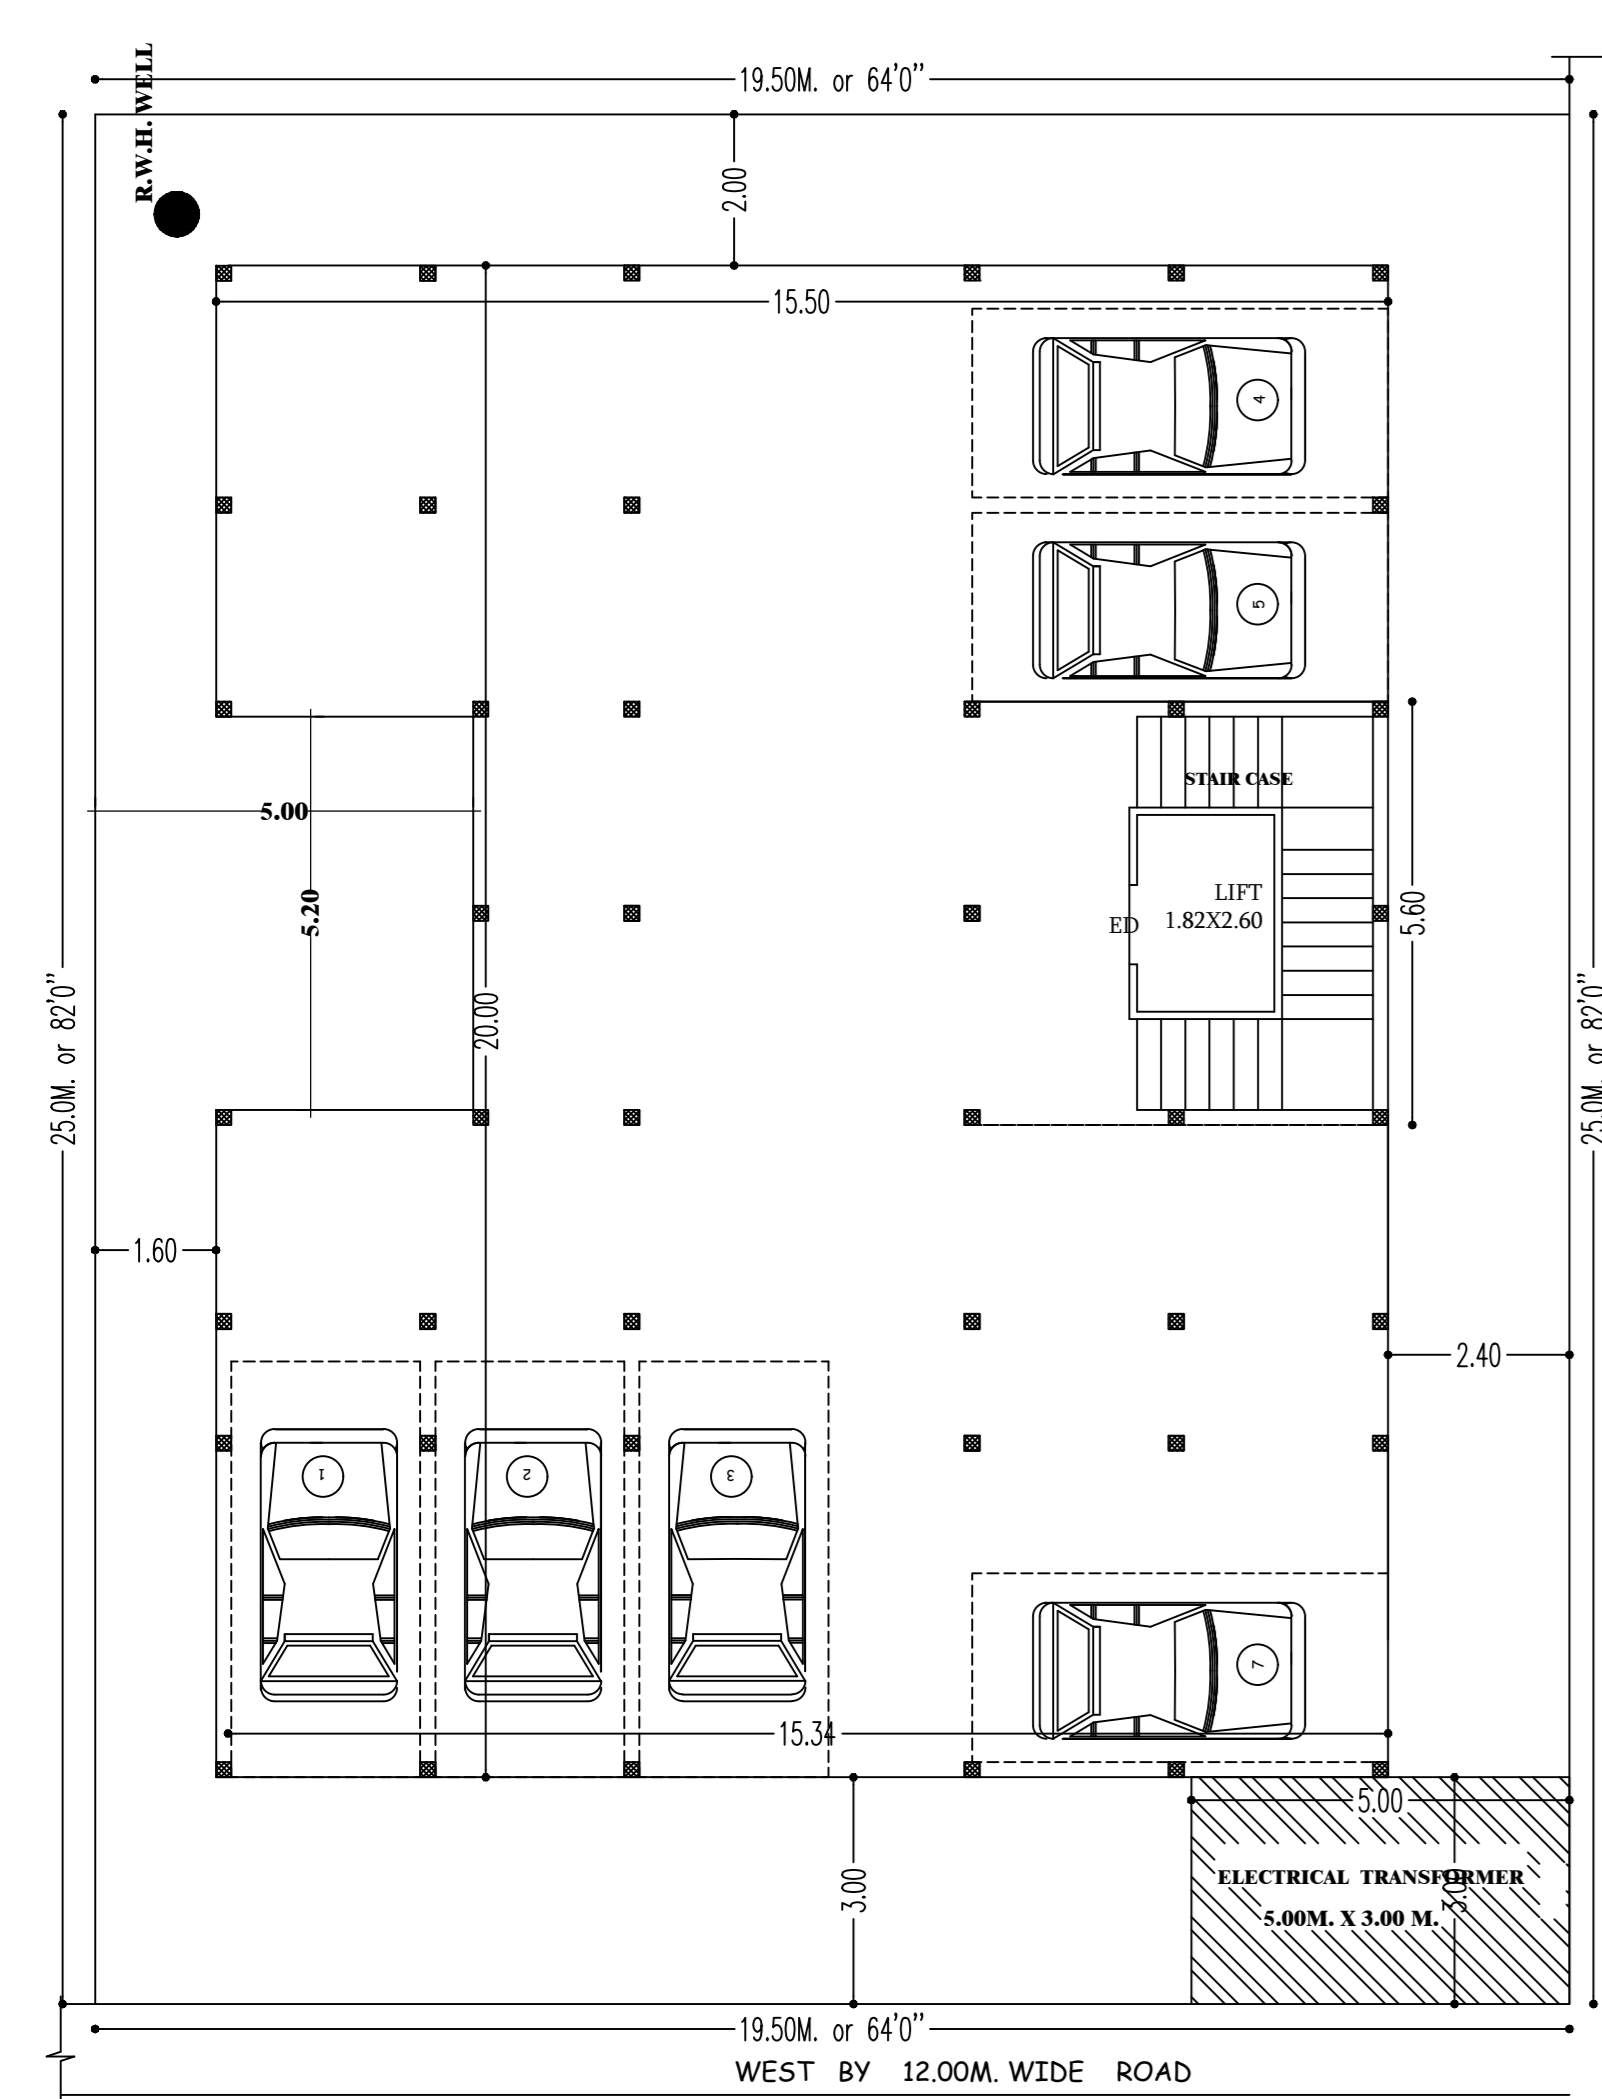 19.50M. or 64'0"
R.W.H. WELL
2.00
15.50
4
5
STAIR CASE
5.00
5.20
LIFT
ED 1.82X2.60
5.60
20.00
25.0M. or 82'0"
25.0M. or 82'0"
1.60
2.40
1
2
3
7
15.34
5.00
3.00
ELECTRICAL TRANSFORMER
3.00
5.00M. X 3.00 M.
19.50M. or 64'0"
WEST BY 12.00M. WIDE ROAD